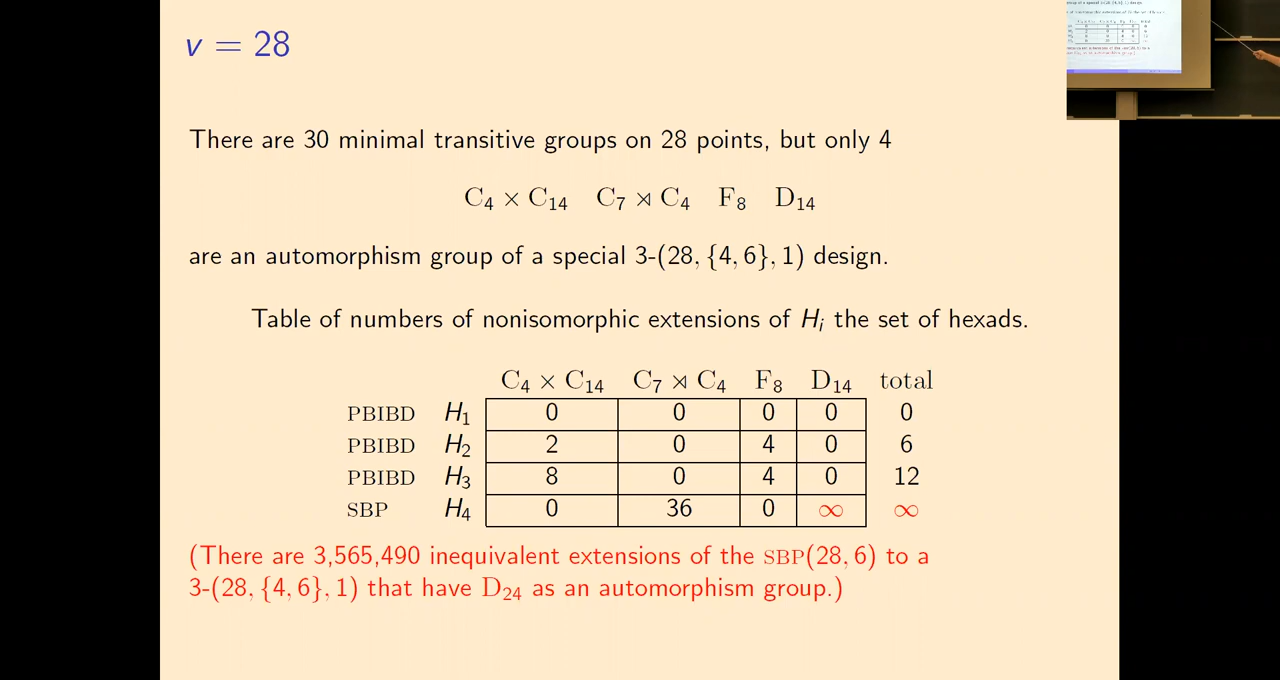 v = 28
There are 30 minimal transitive groups on 28 points, but only 4
C₄ × C₁₄ C₇ ⋊ C₄ F₈ D₁₄
are an automorphism group of a special 3-(28, {4, 6}, 1) design.
Table of numbers of nonisomorphic extensions of Hᵢ the set of hexads.
C₄ × C₁₄ C₇ ⋊ C₄ F₈ D₁₄ total
PBIBD H₁ 0 0 0 0 0
PBIBD H₂ 2 0 4 0 6
PBIBD H₃ 8 0 4 0 12
SBP H₄ 0 36 0 ∞ ∞
(There are 3,565,490 inequivalent extensions of the SBP(28, 6) to a
3-(28, {4, 6}, 1) that have D₂₄ as an automorphism group.)